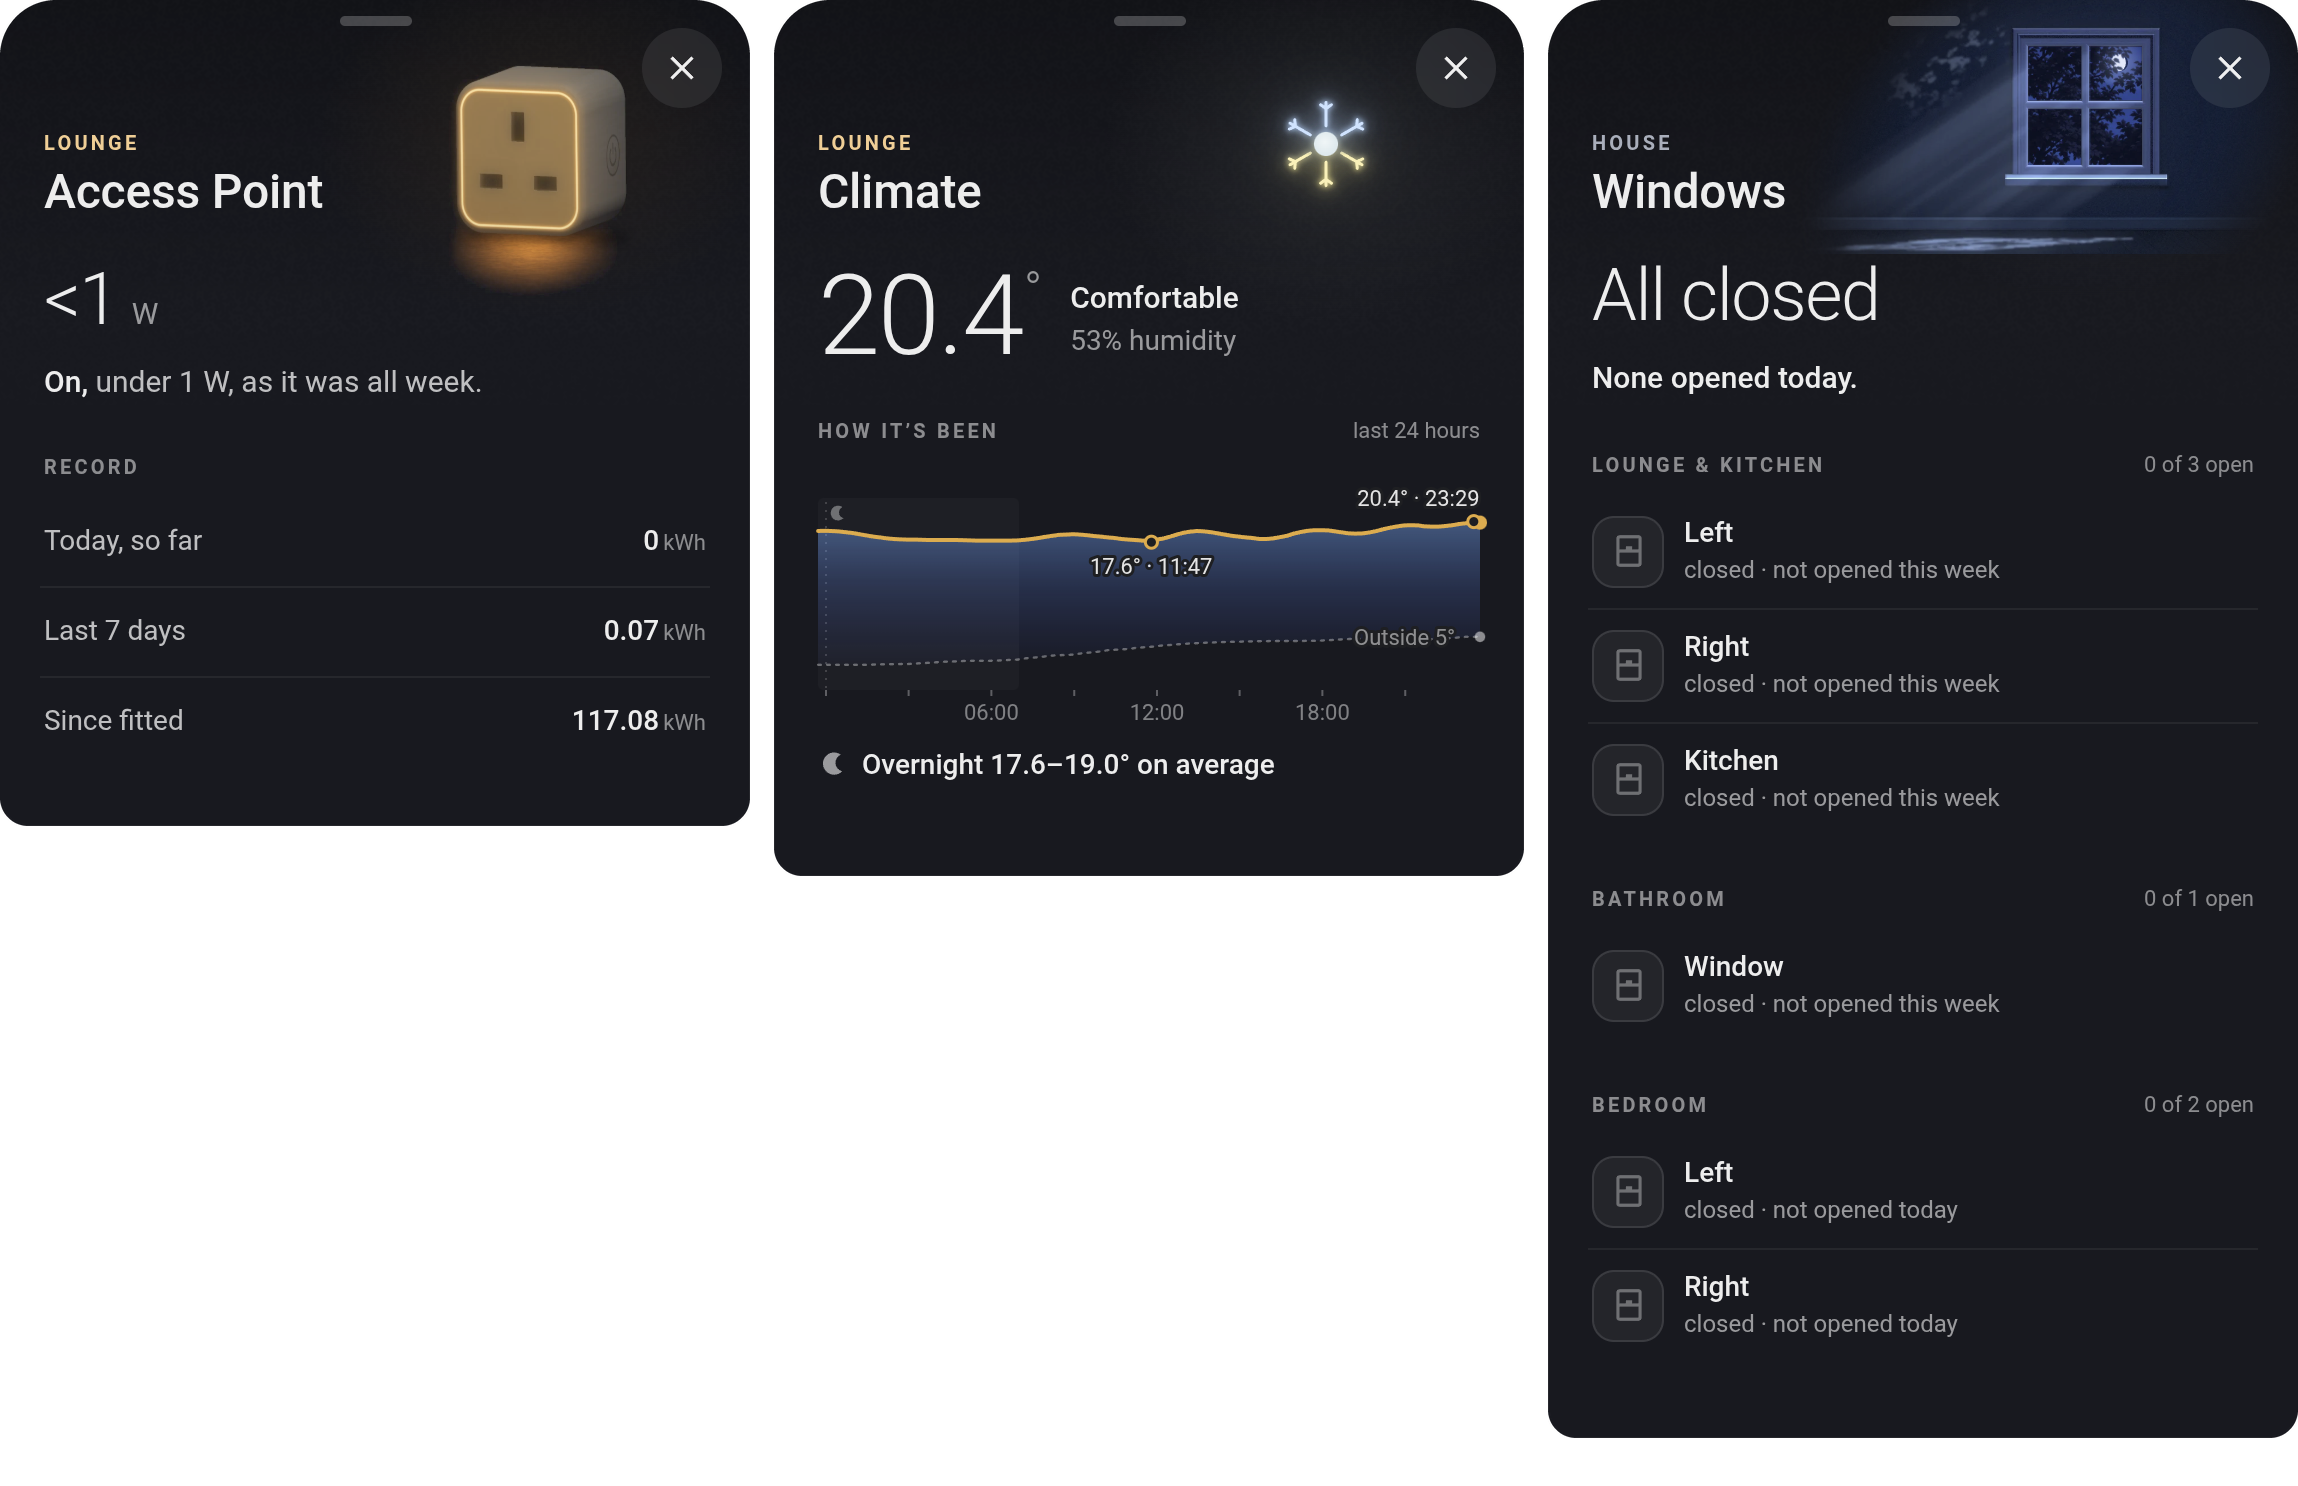 LOUNGE
Access Point
<1 W
On, under 1 W, as it was all week.
RECORD
Today, so far 0 kWh
Last 7 days 0.07 kWh
Since fitted 117.08 kWh
LOUNGE
Climate
20.4°
Comfortable
53% humidity
HOW IT’S BEEN last 24 hours
20.4° · 23:29
17.6° · 11:47
Outside 5°
06:00 12:00 18:00
Overnight 17.6–19.0° on average
HOUSE
Windows
All closed
None opened today.
LOUNGE & KITCHEN 0 of 3 open
Left
closed · not opened this week
Right
closed · not opened this week
Kitchen
closed · not opened this week
BATHROOM 0 of 1 open
Window
closed · not opened this week
BEDROOM 0 of 2 open
Left
closed · not opened today
Right
closed · not opened today